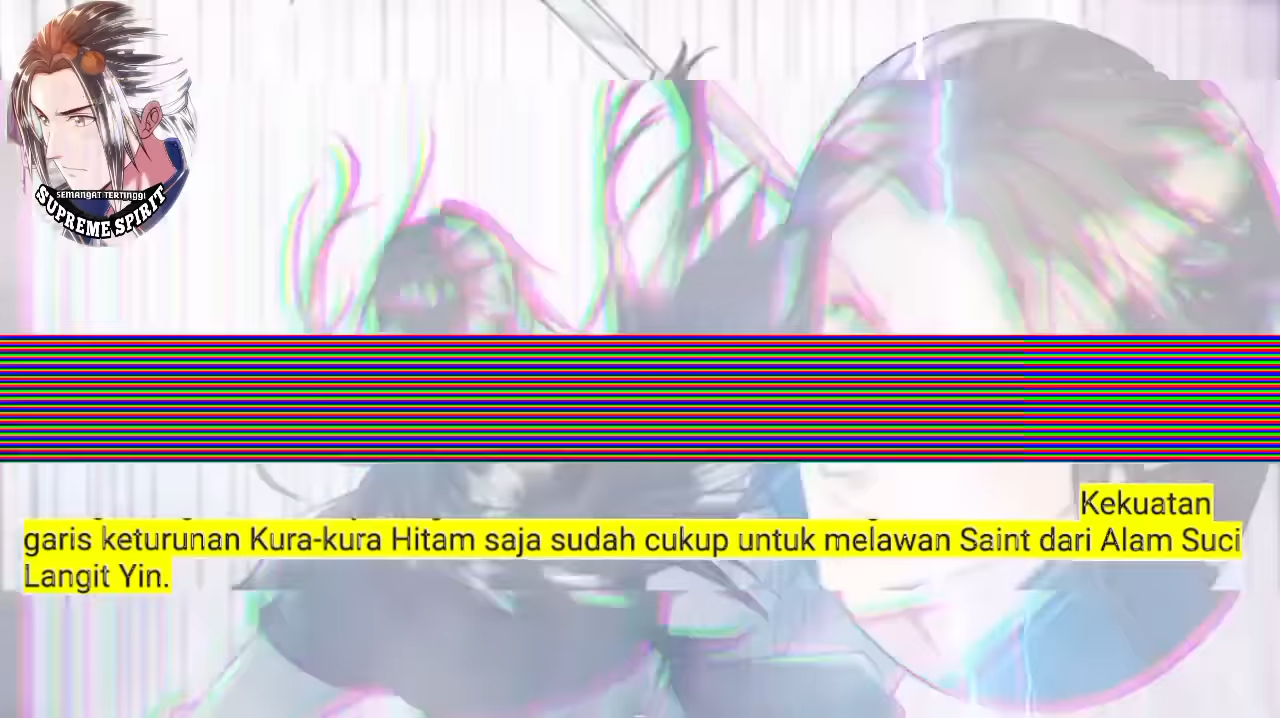 SEMANGAT TERTINGGI
SUPREME SPIRIT
Kekuatan
garis keturunan Kura-kura Hitam saja sudah cukup untuk melawan Saint dari Alam Suci
Langit Yin.